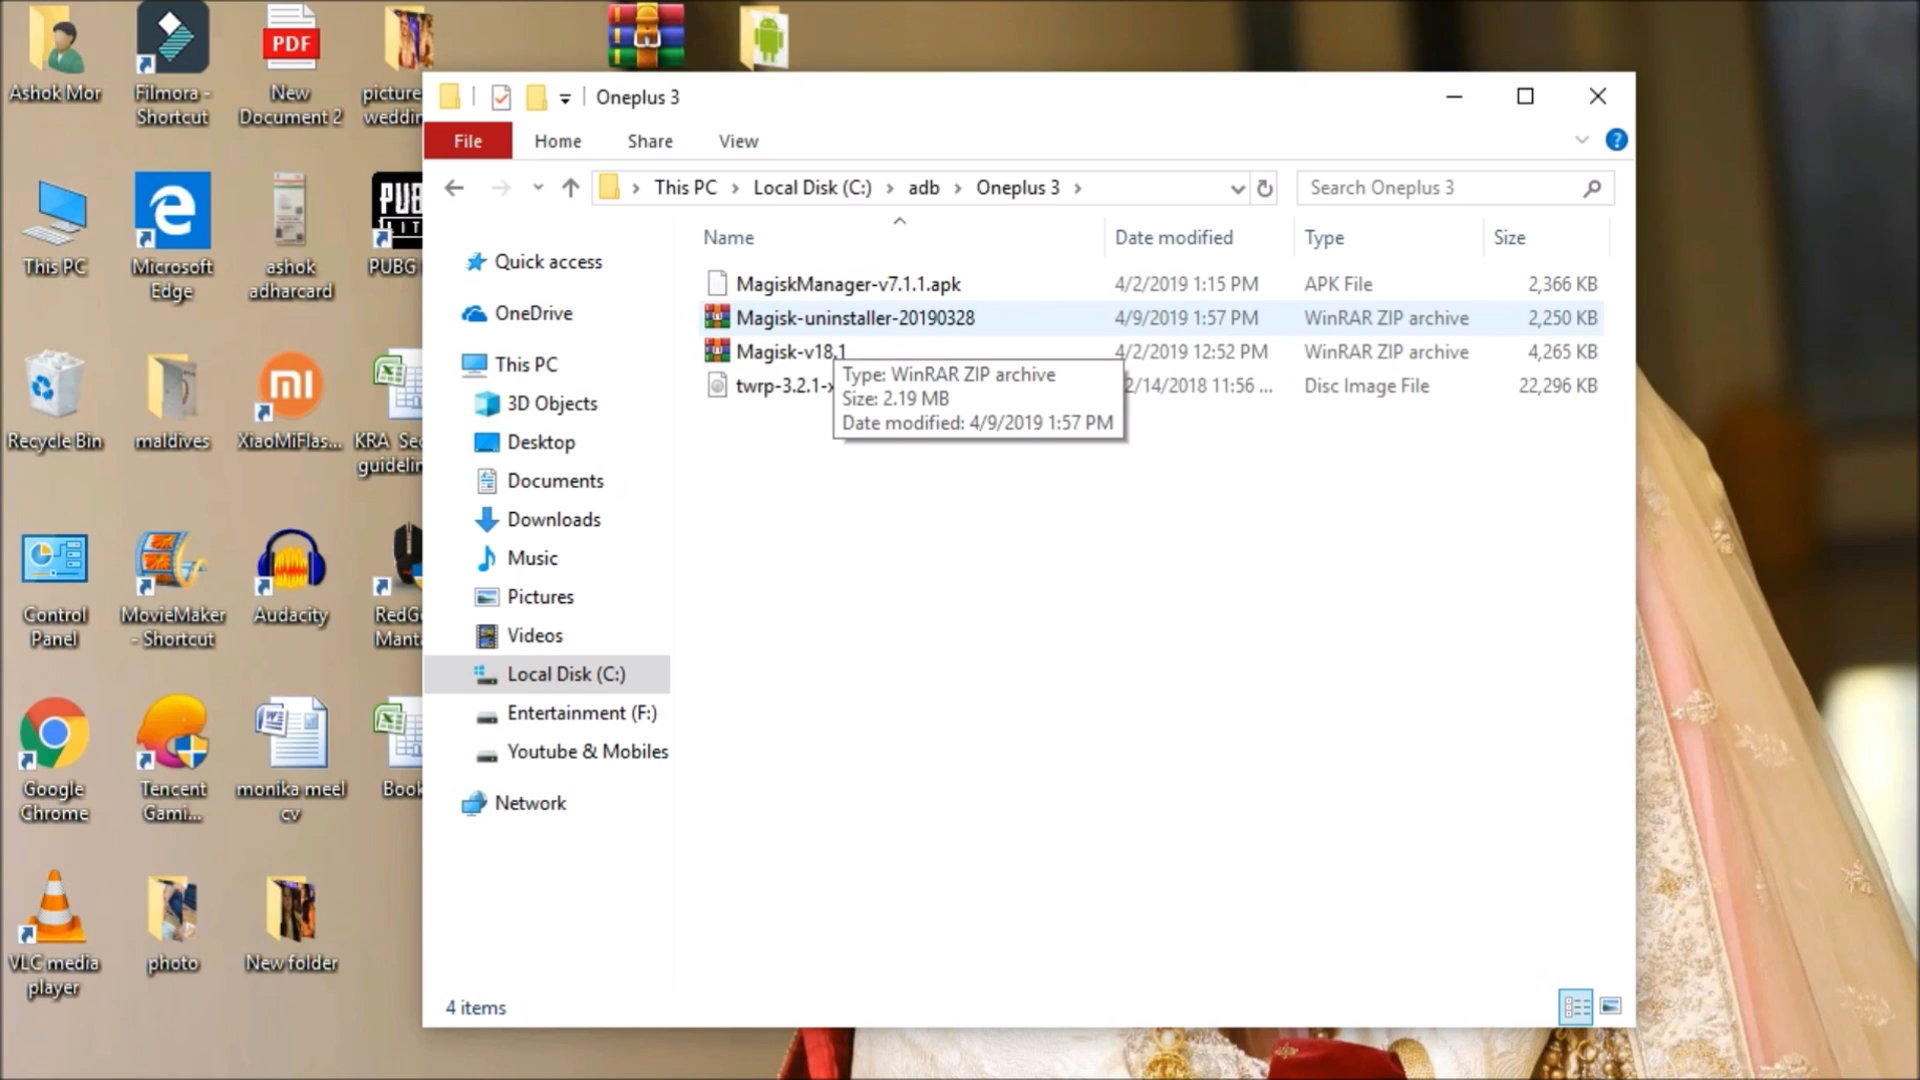 Ashok Mor
Filmora -
Shortcut
PDF
New
Document 2
picture
Oneplus 3
File
Home
Share
View
This PC
Local Disk (C:)
adb
Oneplus 3
Search Oneplus 3
Name
Date modified
Type
Size
MagiskManager-v7.1.1.apk
4/2/2019 1:15 PM
APK File
2,366 KB
Magisk-uninstaller-20190328
4/9/2019 1:57 PM
WinRAR ZIP archive
2,250 KB
Magisk-v18.1
4/2/2019 12:52 PM
WinRAR ZIP archive
4,265 KB
twrp-3.2.1-
2/14/2018 11:56 ...
Disc Image File
22,296 KB
Type: WinRAR ZIP archive
Size: 2.19 MB
Date modified: 4/9/2019 1:57 PM
Quick access
OneDrive
This PC
3D Objects
Desktop
Documents
Downloads
Music
Pictures
Videos
Local Disk (C:)
Entertainment (F:)
Youtube & Mobiles
Network
4 items
This PC
Microsoft
Edge
ashok
adharcard
PUBG
Recycle Bin
maldives
XiaoMiFlas...
KRA Sec
guidelin
Control
Panel
MovieMaker
- Shortcut
Audacity
Google
Chrome
Tencent
Gami...
monika meel
cv
Book
VLC media
player
photo
New folder